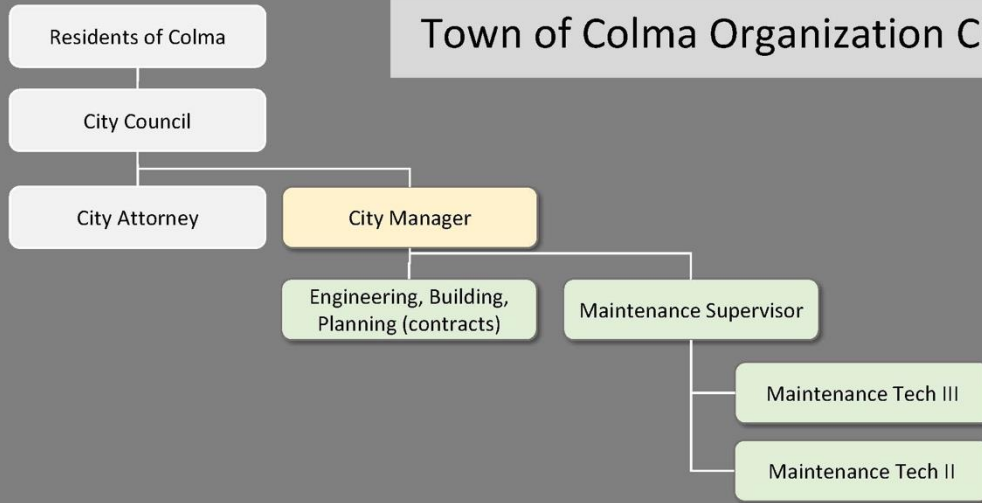 Town of Colma Organization C
Residents of Colma
City Council
City Attorney
City Manager
Engineering, Building,
Planning (contracts)
Maintenance Supervisor
Maintenance Tech III
Maintenance Tech II